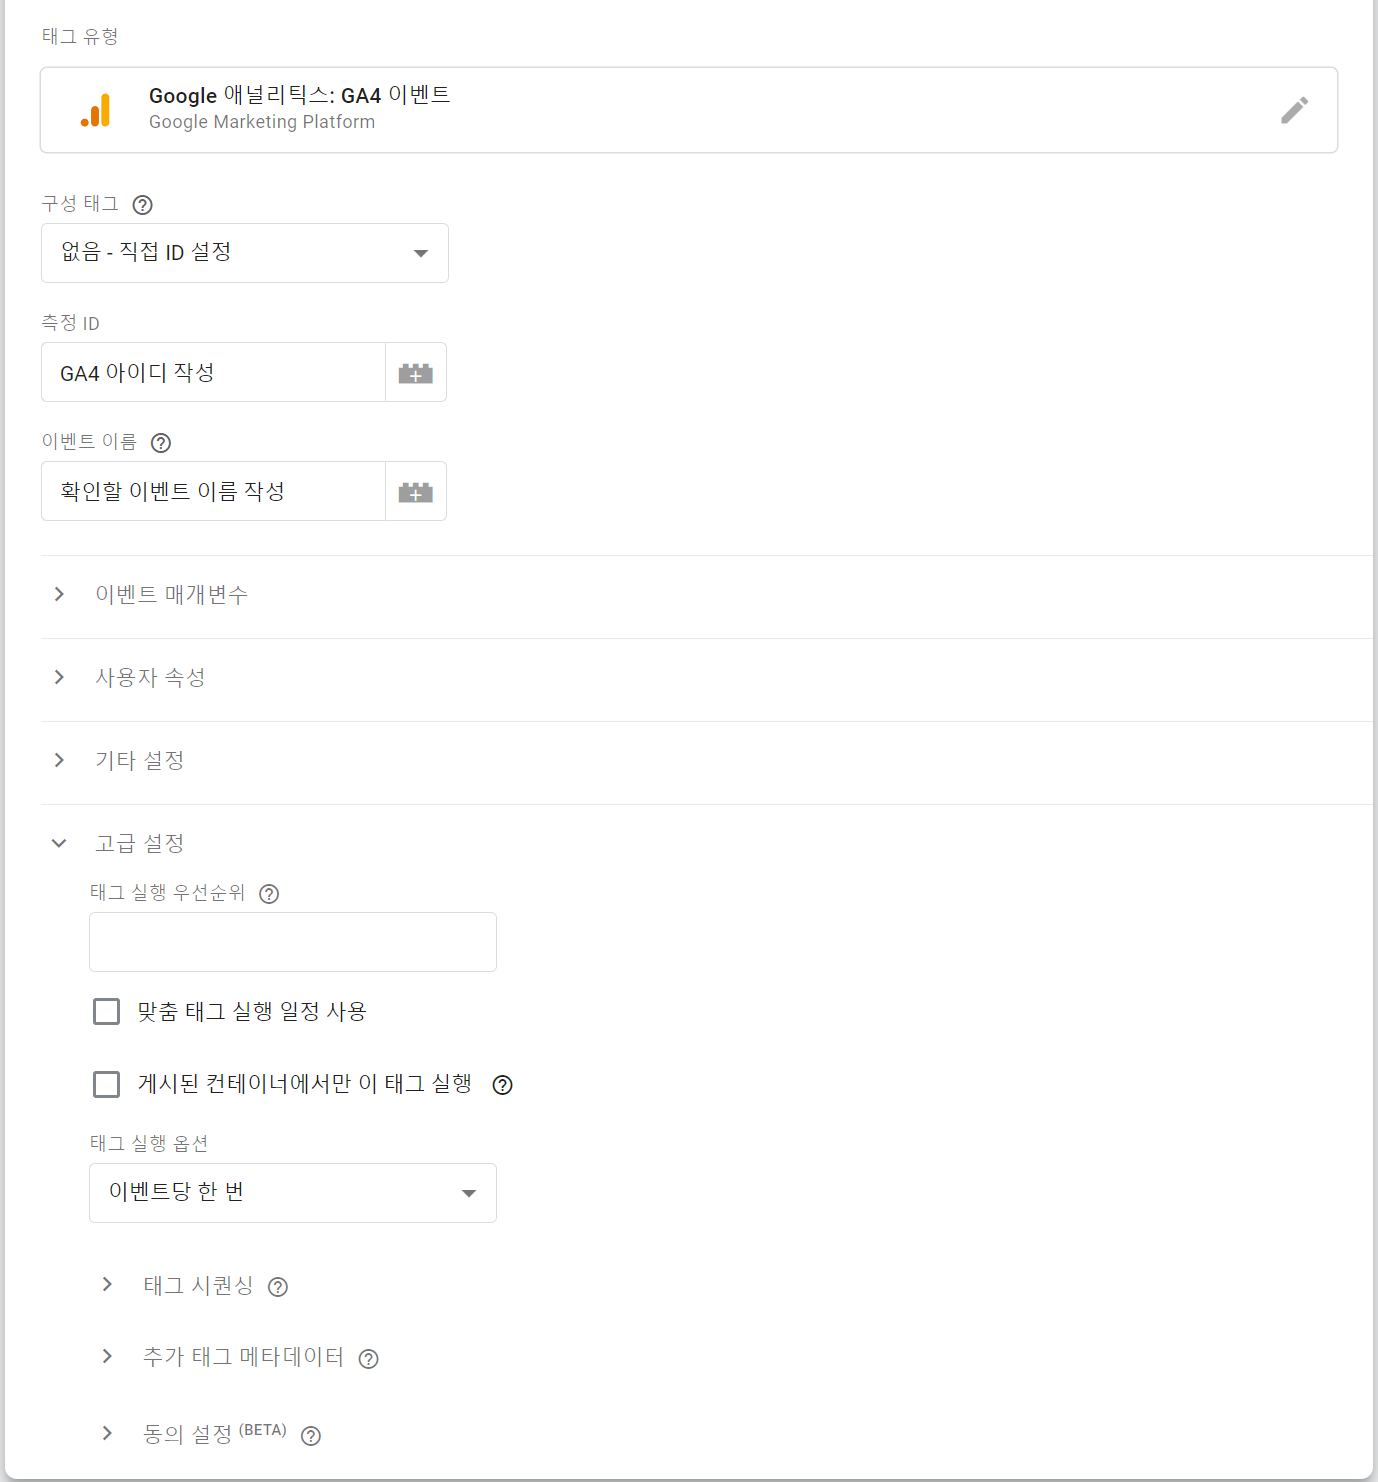 태그 유형
Google 애널리틱스: GA4 이벤트
Google Marketing Platform
구성 태그
없음 - 직접 ID 설정
측정 ID
GA4 아이디 작성
이벤트 이름
확인할 이벤트 이름 작성
이벤트 매개변수
사용자 속성
기타 설정
고급 설정
태그 실행 우선순위
맞춤 태그 실행 일정 사용
게시된 컨테이너에서만 이 태그 실행
태그 실행 옵션
이벤트당 한 번
태그 시퀀싱
추가 태그 메타데이터
동의 설정 (BETA)